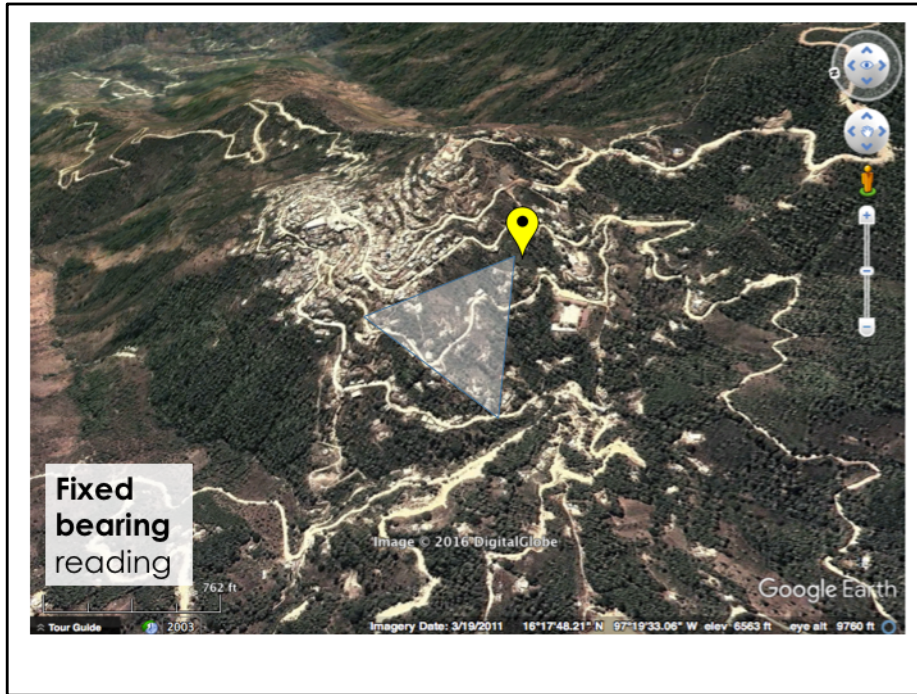 Fixed
bearing
reading
Image © 2016 DigitalGlobe
762 ft
Google Earth
Tour Guide
2003
Imagery Date: 3/19/2011 16°17'48.21" N 97°19'33.06" W elev 6563 ft eye alt 9760 ft